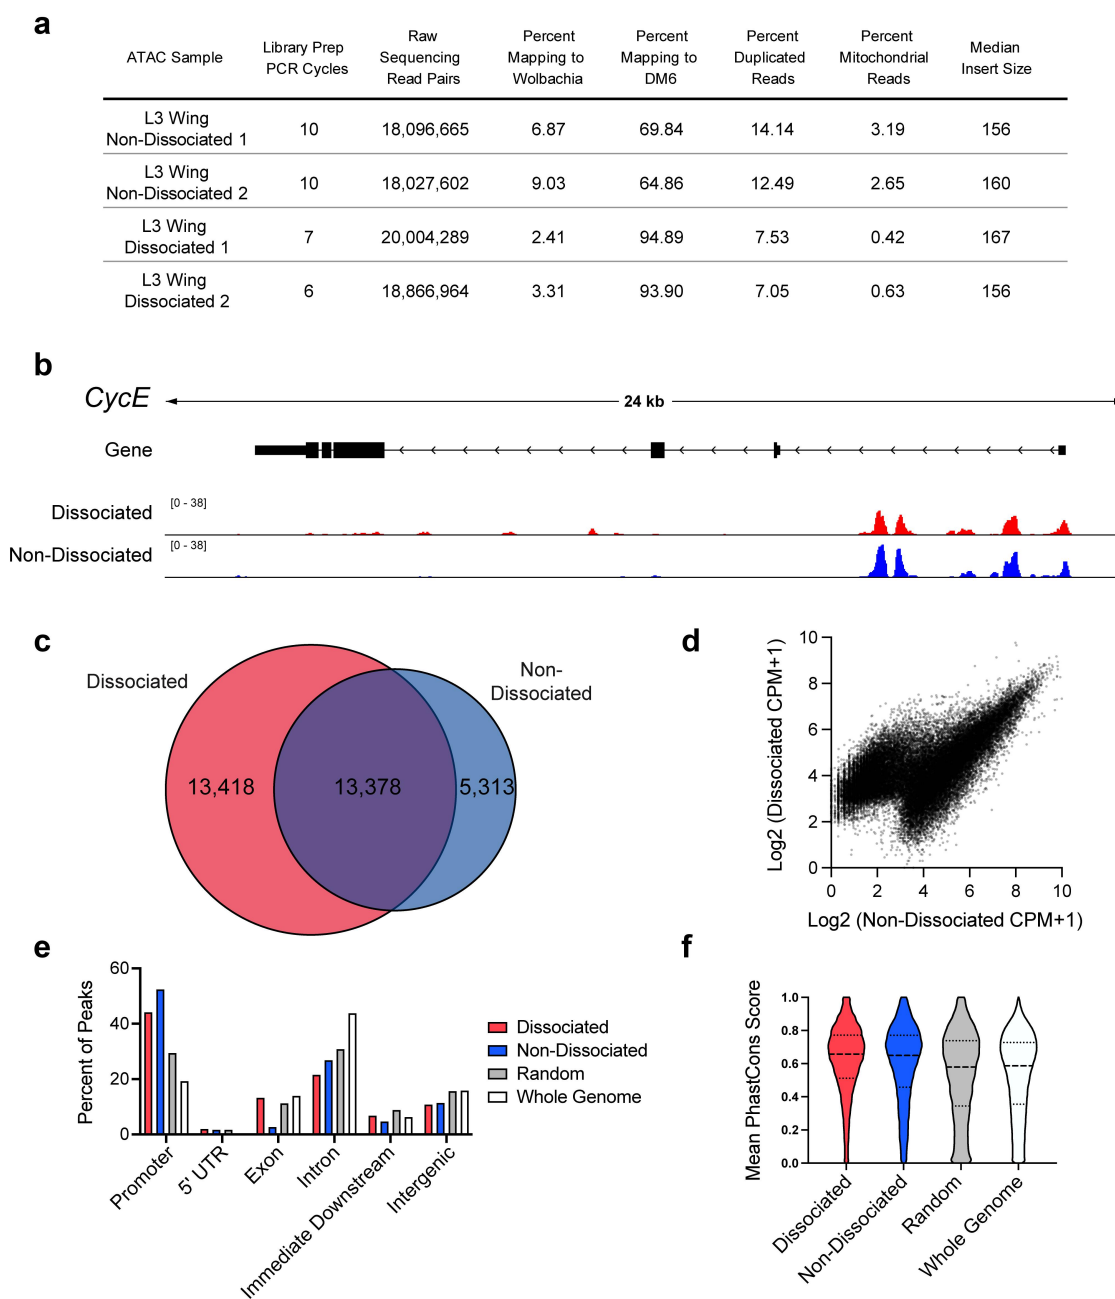 a
ATAC Sample
Library Prep
PCR Cycles
Raw
Sequencing
Read Pairs
Percent
Mapping to
Wolbachia
Percent
Mapping to
DM6
Percent
Duplicated
Reads
Percent
Mitochondrial
Reads
Median
Insert Size
L3 Wing
Non-Dissociated 1
10 18,096,665 6.87 69.84 14.14 3.19 156
L3 Wing
Non-Dissociated 2
10 18,027,602 9.03 64.86 12.49 2.65 160
L3 Wing
Dissociated 1
7 20,004,289 2.41 94.89 7.53 0.42 167
L3 Wing
Dissociated 2
6 18,866,964 3.31 93.90 7.05 0.63 156
b
CycE
24 kb
Gene
Dissociated
[0 - 38]
Non-Dissociated
[0 - 38]
c
Dissociated
Non-
Dissociated
13,418
13,378
5,313
d
Log2 (Dissociated CPM+1)
10
8
6
4
2
0
0 2 4 6 8 10
Log2 (Non-Dissociated CPM+1)
e
Percent of Peaks
60
40
20
0
Promoter
5' UTR
Exon
Intron
Immediate Downstream
Intergenic
Dissociated
Non-Dissociated
Random
Whole Genome
f
Mean PhastCons Score
1.0
0.8
0.6
0.4
0.2
0.0
Dissociated
Non-Dissociated
Random
Whole Genome